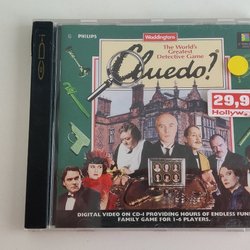 PHILIPS
Waddingtons
The World's
Greatest
Detective Game
Cluedo!
CD-i
29,9
Hollyw
DIGITAL VIDEO ON CD-i PROVIDING HOURS OF ENDLESS FUN
FAMILY GAME FOR 1-6 PLAYERS.